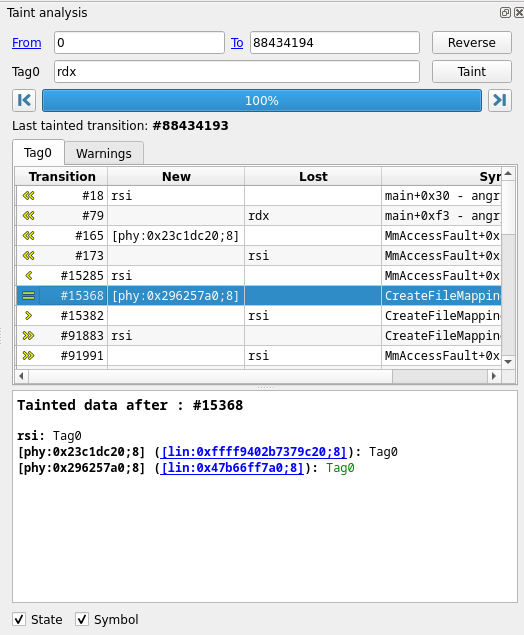 Taint analysis
From 0 To 88434194 Reverse
Tag0 rdx Taint
100%
Last tainted transition: #88434193
Tag0 Warnings
Transition New Lost Syr
#18 rsi main+0x30 - angr
#79 rdx main+0xf3 - angr
#165 [phy:0x23c1dc20;8] MmAccessFault+0x
#173 rsi MmAccessFault+0x
#15285 rsi MmAccessFault+0x
#15368 [phy:0x296257a0;8] CreateFileMappin
#15382 rsi CreateFileMappin
#91883 rsi CreateFileMappin
#91991 rsi MmAccessFault+0x
Tainted data after : #15368
rsi: Tag0
[phy:0x23c1dc20;8] ([lin:0xffff9402b7379c20;8]): Tag0
[phy:0x296257a0;8] ([lin:0x47b66ff7a0;8]): Tag0
State Symbol